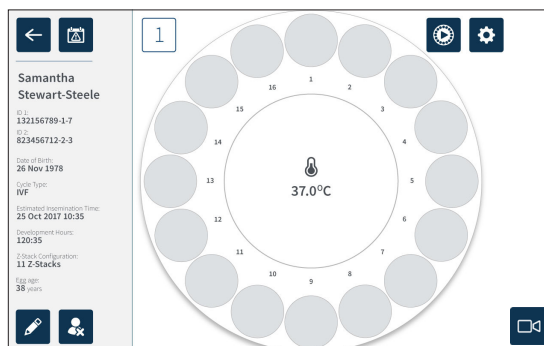 1
Samantha
Stewart-Steele
ID 1:
132156789-1-7
ID 2:
823456712-2-3
Date of Birth:
26 Nov 1978
Cycle Type:
IVF
Estimated Insemination Time:
25 Oct 2017 10:35
Development Hours:
120:35
Z-Stack Configuration:
11 Z-Stacks
Egg age:
38 years
1
2
3
4
5
6
7
8
9
10
11
12
13
14
15
16
37.0°C